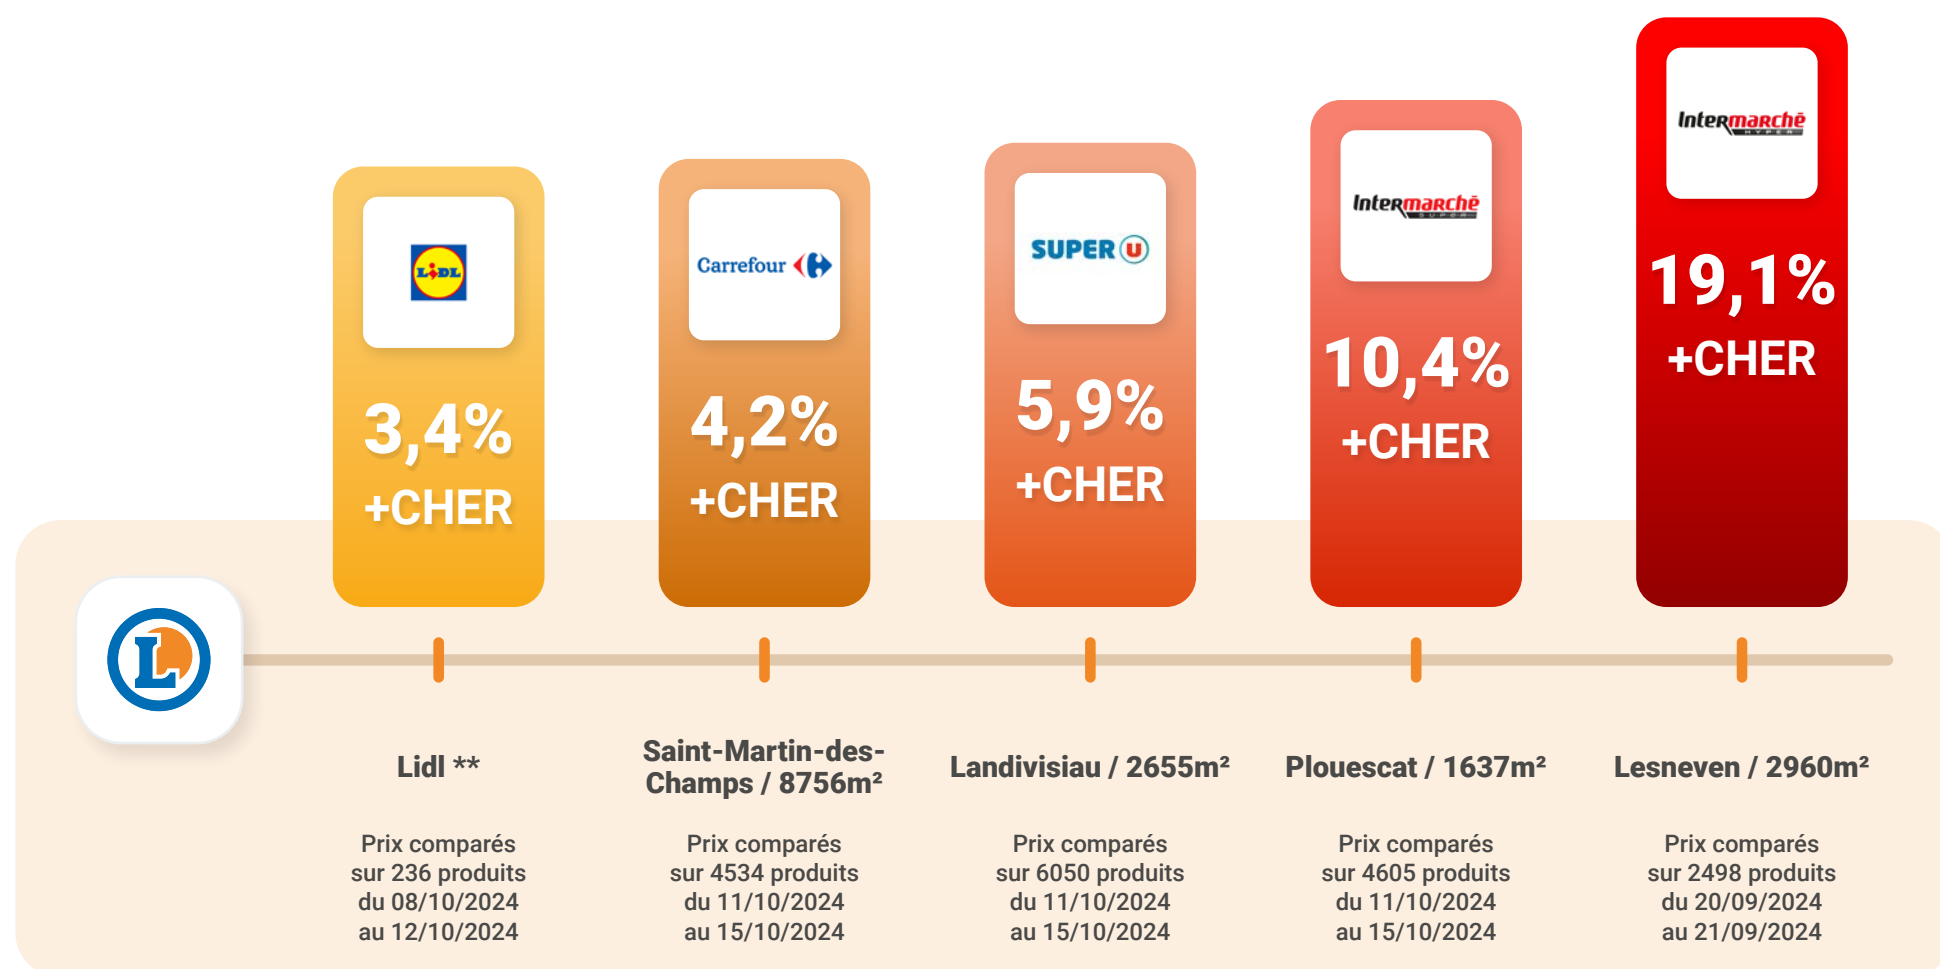 LIDL
3,4%
+CHER
Carrefour
4,2%
+CHER
SUPER U
5,9%
+CHER
Intermarchē
SUPER
10,4%
+CHER
Intermarchē
HYPER
19,1%
+CHER
L
Lidl **
Prix comparés
sur 236 produits
du 08/10/2024
au 12/10/2024
Saint-Martin-des-
Champs / 8756m²
Prix comparés
sur 4534 produits
du 11/10/2024
au 15/10/2024
Landivisiau / 2655m²
Prix comparés
sur 6050 produits
du 11/10/2024
au 15/10/2024
Plouescat / 1637m²
Prix comparés
sur 4605 produits
du 11/10/2024
au 15/10/2024
Lesneven / 2960m²
Prix comparés
sur 2498 produits
du 20/09/2024
au 21/09/2024